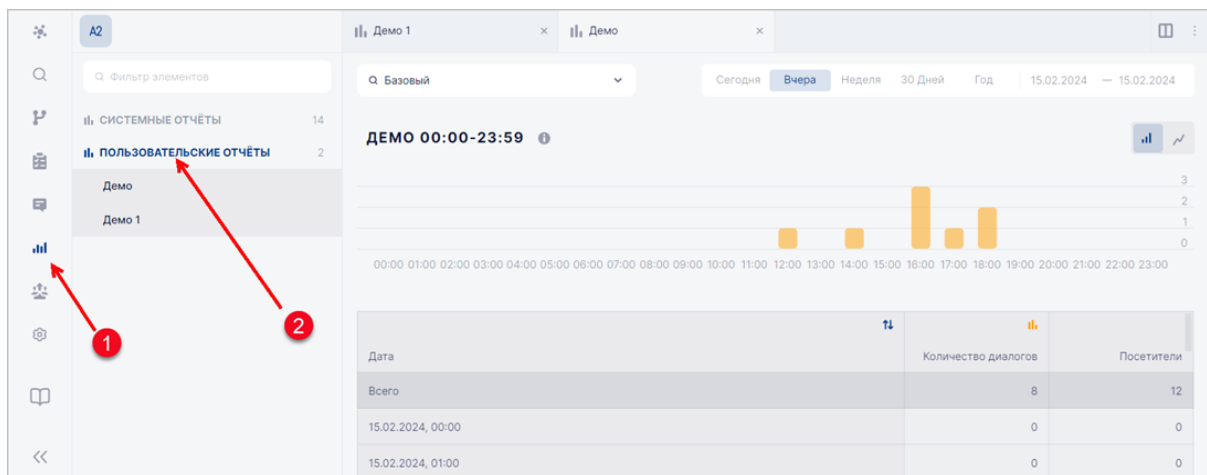 A2
Демо 1
Демо
Фильтр элементов
Базовый
Сегодня Вчера Неделя 30 Дней Год 15.02.2024 — 15.02.2024
СИСТЕМНЫЕ ОТЧЁТЫ 14
ПОЛЬЗОВАТЕЛЬСКИЕ ОТЧЁТЫ 2
Демо
Демо 1
ДЕМО 00:00-23:59
3
2
1
0
00:00 01:00 02:00 03:00 04:00 05:00 06:00 07:00 08:00 09:00 10:00 11:00 12:00 13:00 14:00 15:00 16:00 17:00 18:00 19:00 20:00 21:00 22:00 23:00
1
2
Дата Количество диалогов Посетители
Всего 8 12
15.02.2024, 00:00 0 0
15.02.2024, 01:00 0 0